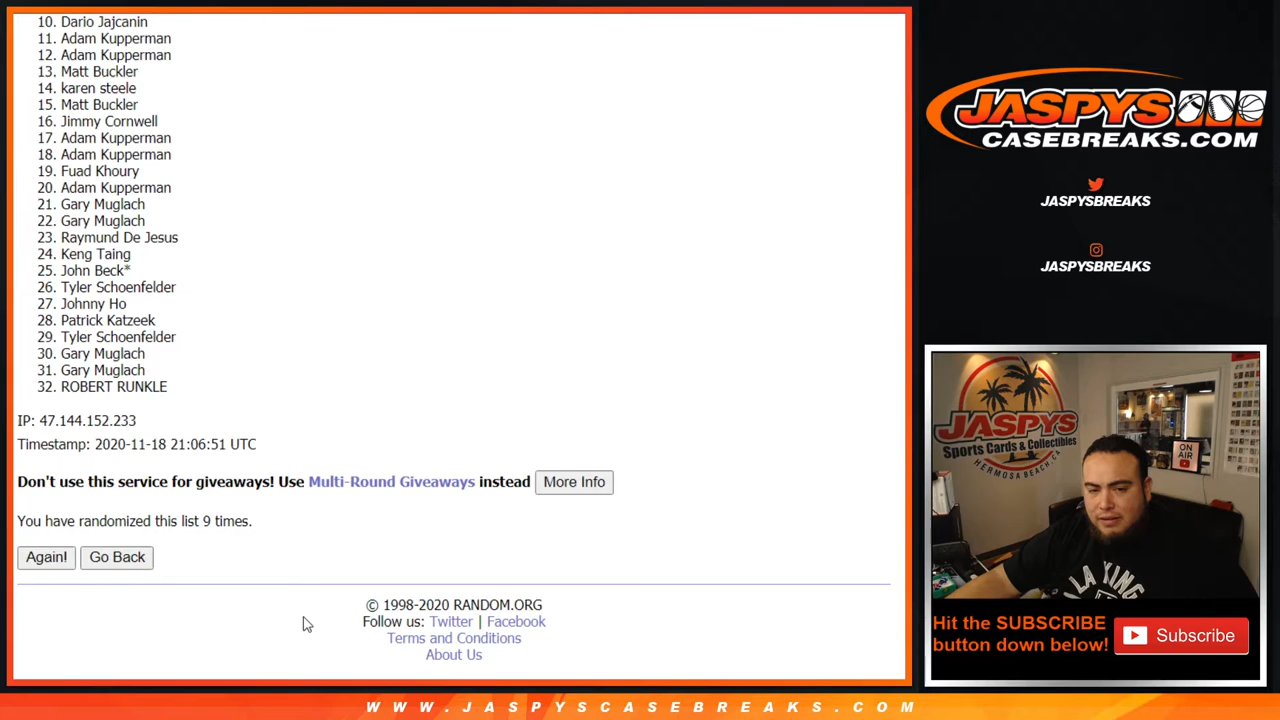 10. Dario Jajcanin
11. Adam Kupperman
12. Adam Kupperman
13. Matt Buckler
14. karen steele
15. Matt Buckler
16. Jimmy Cornwell
17. Adam Kupperman
18. Adam Kupperman
19. Fuad Khoury
20. Adam Kupperman
21. Gary Muglach
22. Gary Muglach
23. Raymund De Jesus
24. Keng Taing
25. John Beck*
26. Tyler Schoenfelder
27. Johnny Ho
28. Patrick Katzeek
29. Tyler Schoenfelder
30. Gary Muglach
31. Gary Muglach
32. ROBERT RUNKLE
IP: 47.144.152.233
Timestamp: 2020-11-18 21:06:51 UTC
Don't use this service for giveaways! Use Multi-Round Giveaways instead More Info
You have randomized this list 9 times.
Again! Go Back
© 1998-2020 RANDOM.ORG
Follow us: Twitter | Facebook
Terms and Conditions
About Us
JASPYS
CASEBREAKS.COM
JASPYSBREAKS
JASPYSBREAKS
JASPYS
Sports Cards & Collectibles
HERMOSA BEACH, CA
ON
AIR
LA KING
Hit the SUBSCRIBE
button down below!
Subscribe
WWW.JASPYSCASEBREAKS.COM